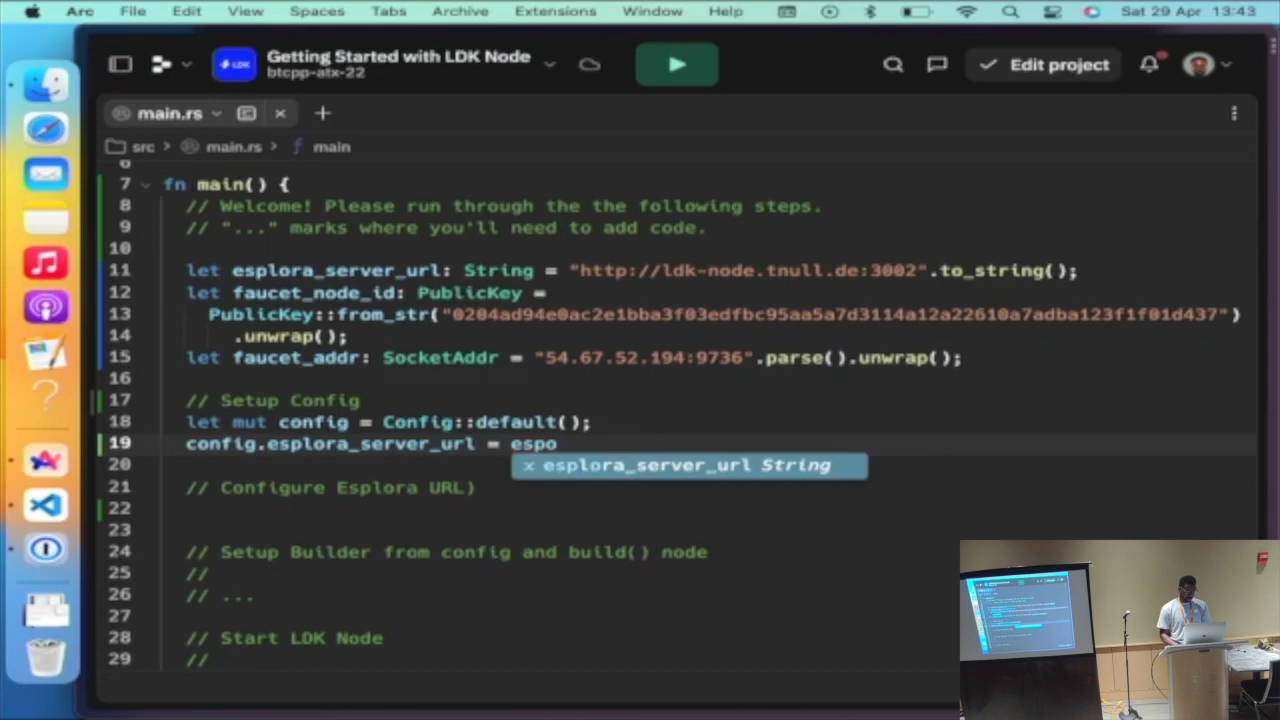 Arc File Edit View Spaces Tabs Archive Extensions Window Help Sat 29 Apr 13:43
LDK
Getting Started with LDK Node
btcpp-atx-22
Edit project
main.rs
src > main.rs > f main
6
7 fn main() {
8 // Welcome! Please run through the the following steps.
9 // "..." marks where you'll need to add code.
10
11 let esplora_server_url: String = "http://ldk-node.tnull.de:3002".to_string();
12 let faucet_node_id: PublicKey =
13 PublicKey::from_str("0204ad94e0ac2e1bba3f03edfbc95aa5a7d3114a12a22610a7adba123f1f01d437")
14 .unwrap();
15 let faucet_addr: SocketAddr = "54.67.52.194:9736".parse().unwrap();
16
17 // Setup Config
18 let mut config = Config::default();
19 config.esplora_server_url = espo
20 x esplora_server_url String
21 // Configure Esplora URL)
22
23
24 // Setup Builder from config and build() node
25 //
26 // ...
27
28 // Start LDK Node
29 //